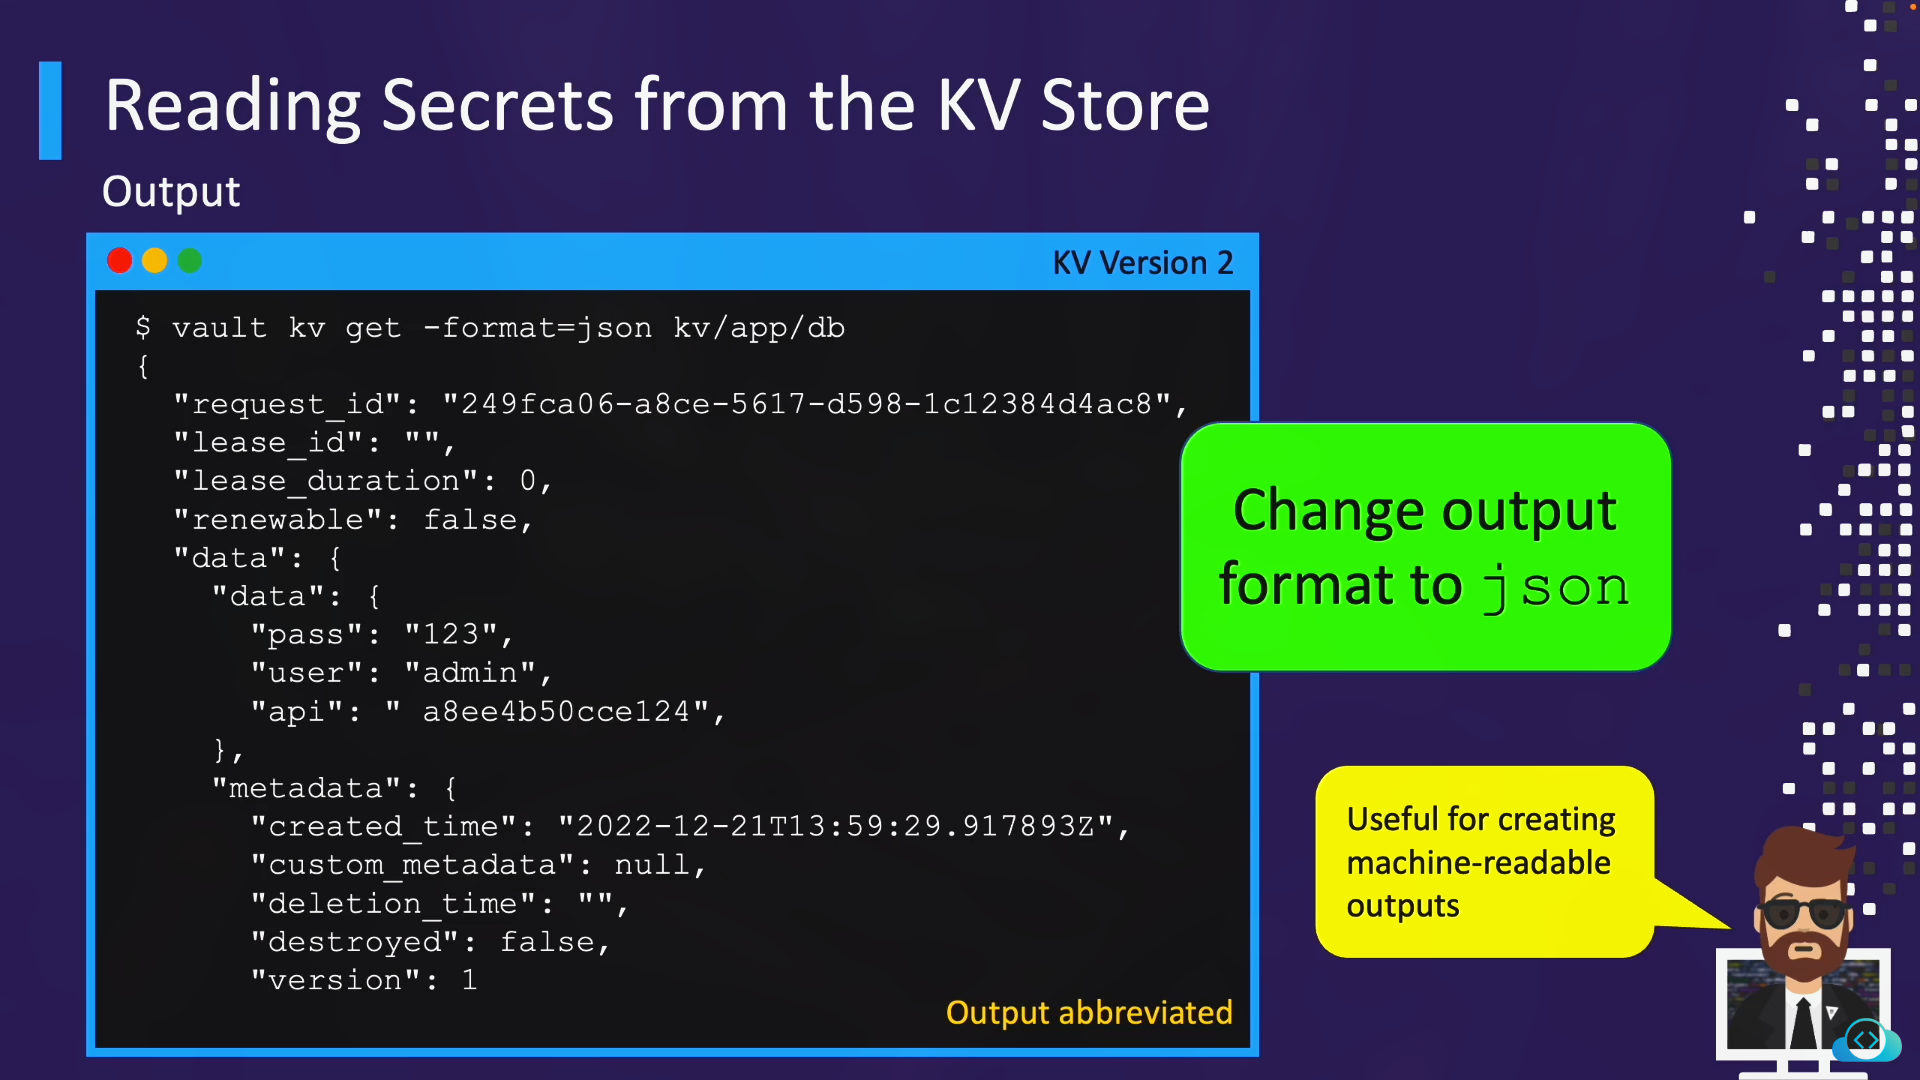 Reading Secrets from the KV Store
Output
KV Version 2
$ vault kv get -format=json kv/app/db
{
  "request_id": "249fca06-a8ce-5617-d598-1c12384d4ac8",
  "lease_id": "",
  "lease_duration": 0,
  "renewable": false,
  "data": {
    "data": {
      "pass": "123",
      "user": "admin",
      "api": " a8ee4b50cce124",
    },
    "metadata": {
      "created_time": "2022-12-21T13:59:29.917893Z",
      "custom_metadata": null,
      "deletion_time": "",
      "destroyed": false,
      "version": 1
Output abbreviated
Change output
format to json
Useful for creating
machine-readable
outputs